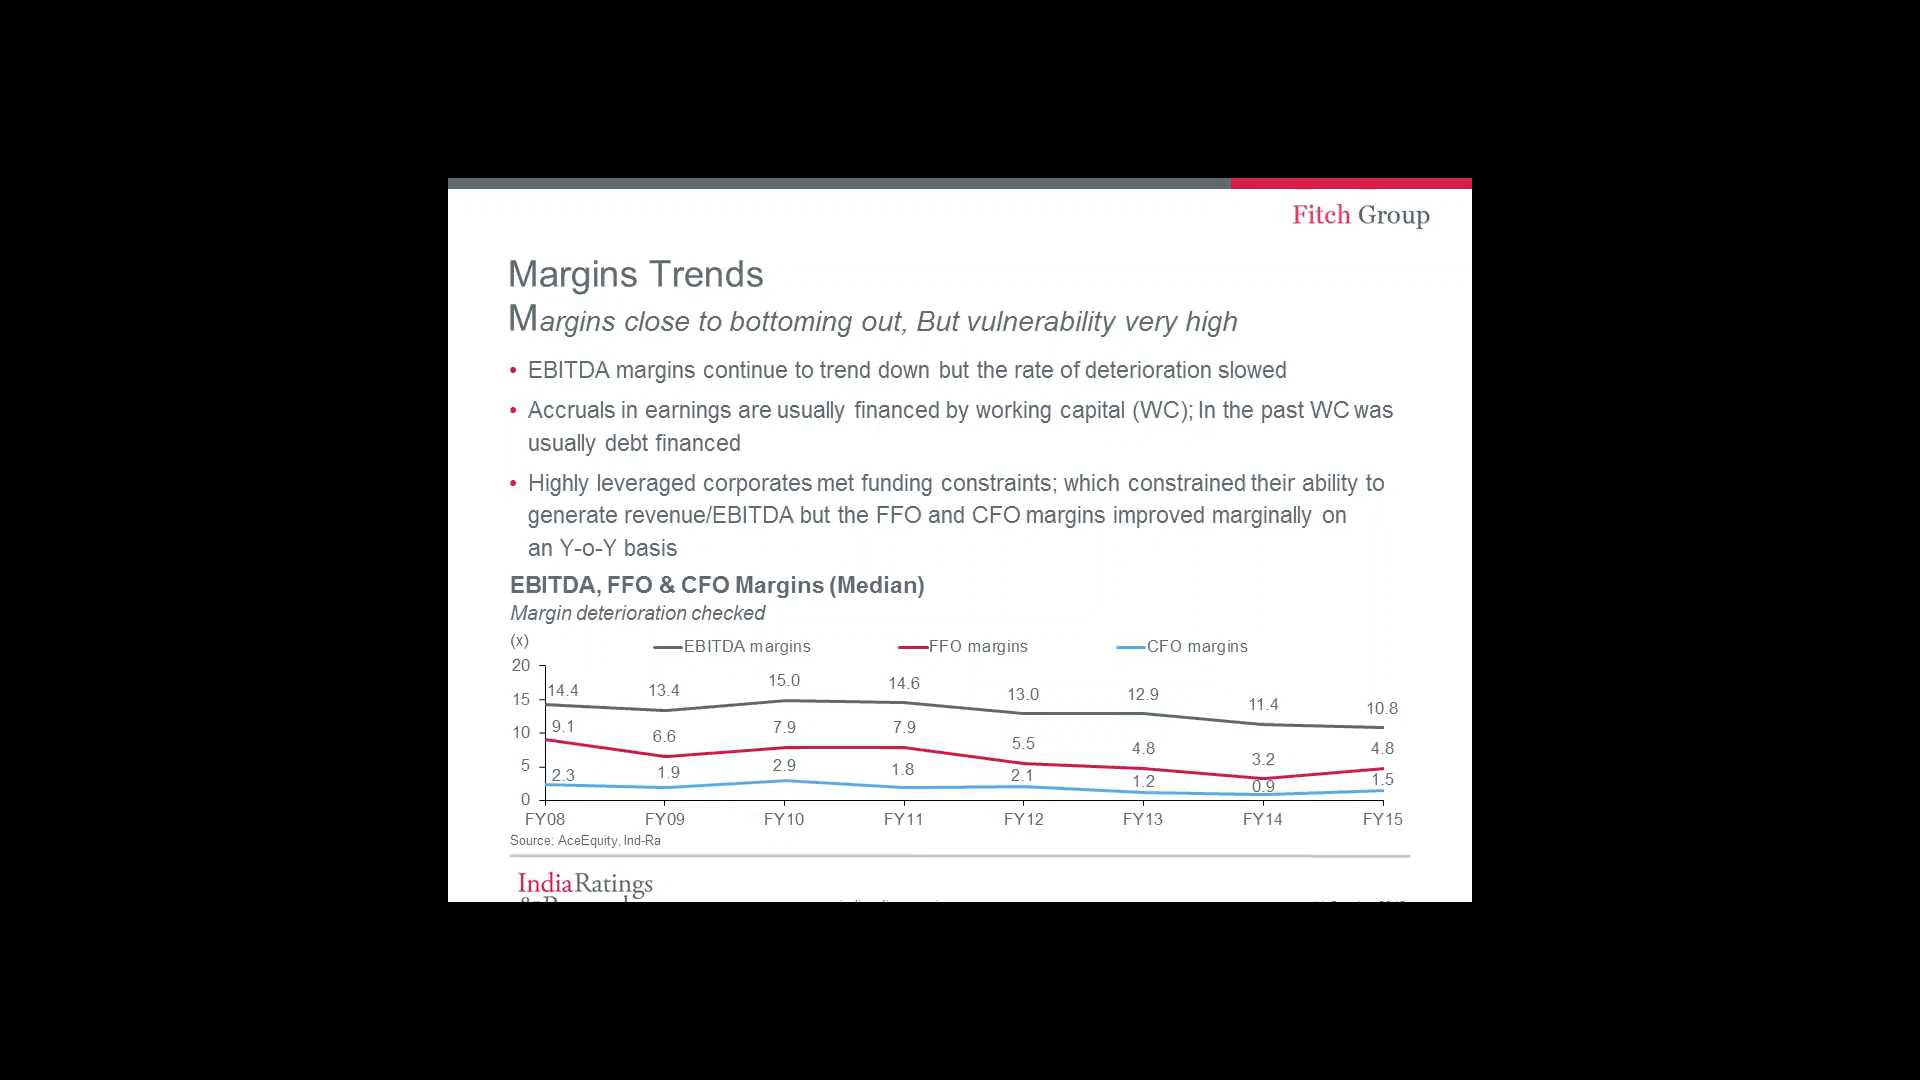 Fitch Group
Margins Trends
Margins close to bottoming out, But vulnerability very high
• EBITDA margins continue to trend down but the rate of deterioration slowed
• Accruals in earnings are usually financed by working capital (WC); In the past WC was
usually debt financed
• Highly leveraged corporates met funding constraints; which constrained their ability to
generate revenue/EBITDA but the FFO and CFO margins improved marginally on
an Y-o-Y basis
EBITDA, FFO & CFO Margins (Median)
Margin deterioration checked
(x)
EBITDA margins FFO margins CFO margins
20
15
10
5
0
14.4 13.4 15.0 14.6 13.0 12.9 11.4 10.8
9.1 6.6 7.9 7.9 5.5 4.8 3.2 4.8
2.3 1.9 2.9 1.8 2.1 1.2 0.9 1.5
FY08 FY09 FY10 FY11 FY12 FY13 FY14 FY15
Source: AceEquity, Ind-Ra
IndiaRatings